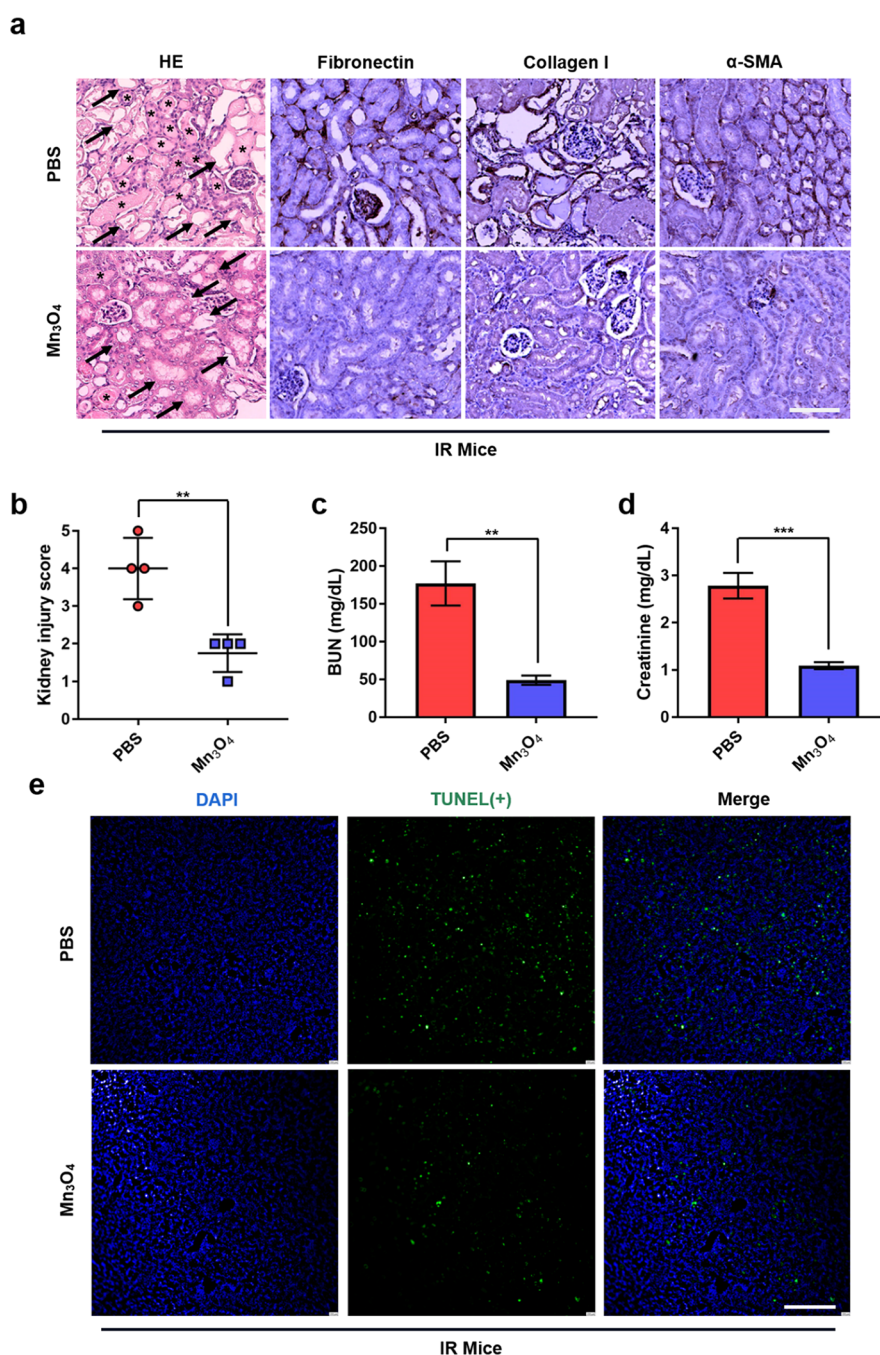 a
HE Fibronectin Collagen I α-SMA
PBS
Mn₃O₄
IR Mice
b
**
Kidney injury score
5
4
3
2
1
0
PBS Mn₃O₄
c
**
BUN (mg/dL)
250
200
150
100
50
0
PBS Mn₃O₄
d
***
Creatinine (mg/dL)
4
3
2
1
0
PBS Mn₃O₄
e
DAPI TUNEL(+) Merge
PBS
Mn₃O₄
IR Mice